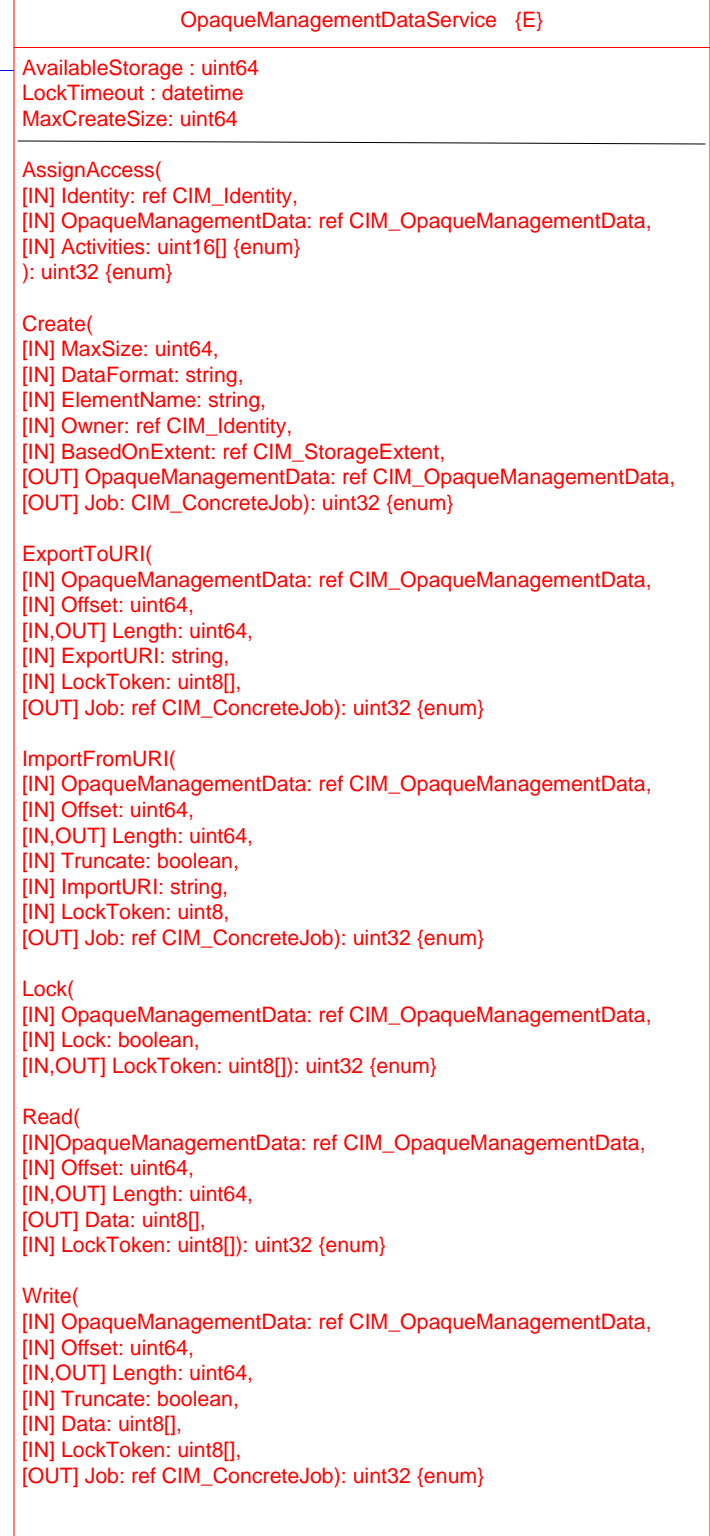 OpaqueManagementDataService {E}
AvailableStorage : uint64
LockTimeout : datetime
MaxCreateSize: uint64
AssignAccess(
[IN] Identity: ref CIM_Identity,
[IN] OpaqueManagementData: ref CIM_OpaqueManagementData,
[IN] Activities: uint16[] {enum}
): uint32 {enum}
Create(
[IN] MaxSize: uint64,
[IN] DataFormat: string,
[IN] ElementName: string,
[IN] Owner: ref CIM_Identity,
[IN] BasedOnExtent: ref CIM_StorageExtent,
[OUT] OpaqueManagementData: ref CIM_OpaqueManagementData,
[OUT] Job: CIM_ConcreteJob): uint32 {enum}
ExportToURI(
[IN] OpaqueManagementData: ref CIM_OpaqueManagementData,
[IN] Offset: uint64,
[IN,OUT] Length: uint64,
[IN] ExportURI: string,
[IN] LockToken: uint8[],
[OUT] Job: ref CIM_ConcreteJob): uint32 {enum}
ImportFromURI(
[IN] OpaqueManagementData: ref CIM_OpaqueManagementData,
[IN] Offset: uint64,
[IN,OUT] Length: uint64,
[IN] Truncate: boolean,
[IN] ImportURI: string,
[IN] LockToken: uint8,
[OUT] Job: ref CIM_ConcreteJob): uint32 {enum}
Lock(
[IN] OpaqueManagementData: ref CIM_OpaqueManagementData,
[IN] Lock: boolean,
[IN,OUT] LockToken: uint8[]): uint32 {enum}
Read(
[IN]OpaqueManagementData: ref CIM_OpaqueManagementData,
[IN] Offset: uint64,
[IN,OUT] Length: uint64,
[OUT] Data: uint8[],
[IN] LockToken: uint8[]): uint32 {enum}
Write(
[IN] OpaqueManagementData: ref CIM_OpaqueManagementData,
[IN] Offset: uint64,
[IN,OUT] Length: uint64,
[IN] Truncate: boolean,
[IN] Data: uint8[],
[IN] LockToken: uint8[],
[OUT] Job: ref CIM_ConcreteJob): uint32 {enum}